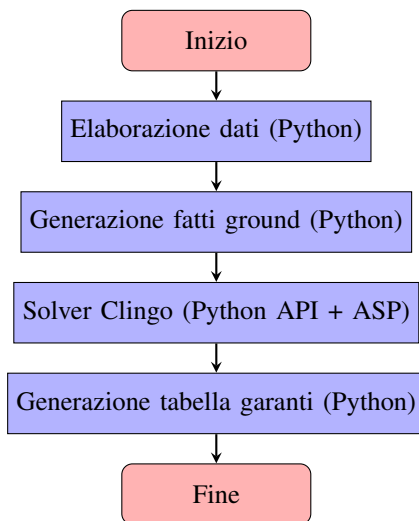 Inizio
Elaborazione dati (Python)
Generazione fatti ground (Python)
Solver Clingo (Python API + ASP)
Generazione tabella garanti (Python)
Fine